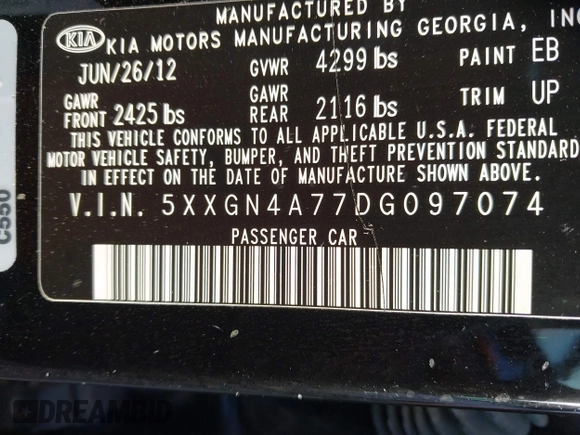 MANUFACTURED BY
KIA KIA MOTORS MANUFACTURING GEORGIA, INC
JUN/26/12 GVWR 4299 lbs PAINT EB
GAWR FRONT 2425 lbs GAWR REAR 2116 lbs TRIM UP
THIS VEHICLE CONFORMS TO ALL APPLICABLE U.S.A. FEDERAL
MOTOR VEHICLE SAFETY, BUMPER, AND THEFT PREVENTION STANDARD
IN EFFECT ON THE DATE OF MANUFACTURE SHOWN ABOVE.
V.I.N. 5XXGN4A77DG097074
PASSENGER CAR
C550
DREAMBID